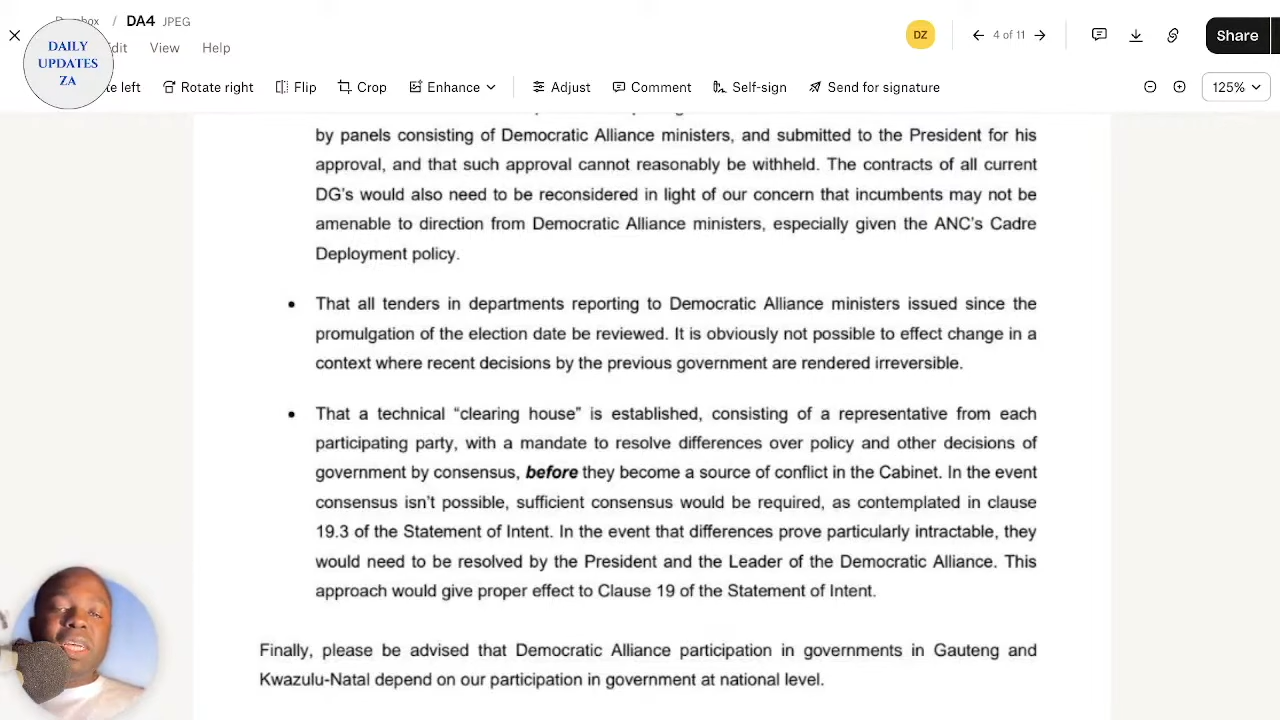 Dropbox / DA4 JPEG
DZ
4 of 11
Share
DAILY
UPDATES
ZA
Edit View Help
left Rotate right Flip Crop Enhance Adjust Comment Self-sign Send for signature 125%
by panels consisting of Democratic Alliance ministers, and submitted to the President for his
approval, and that such approval cannot reasonably be withheld. The contracts of all current
DG's would also need to be reconsidered in light of our concern that incumbents may not be
amenable to direction from Democratic Alliance ministers, especially given the ANC's Cadre
Deployment policy.
• That all tenders in departments reporting to Democratic Alliance ministers issued since the
promulgation of the election date be reviewed. It is obviously not possible to effect change in a
context where recent decisions by the previous government are rendered irreversible.
• That a technical “clearing house” is established, consisting of a representative from each
participating party, with a mandate to resolve differences over policy and other decisions of
government by consensus, before they become a source of conflict in the Cabinet. In the event
consensus isn't possible, sufficient consensus would be required, as contemplated in clause
19.3 of the Statement of Intent. In the event that differences prove particularly intractable, they
would need to be resolved by the President and the Leader of the Democratic Alliance. This
approach would give proper effect to Clause 19 of the Statement of Intent.
Finally, please be advised that Democratic Alliance participation in governments in Gauteng and
Kwazulu-Natal depend on our participation in government at national level.